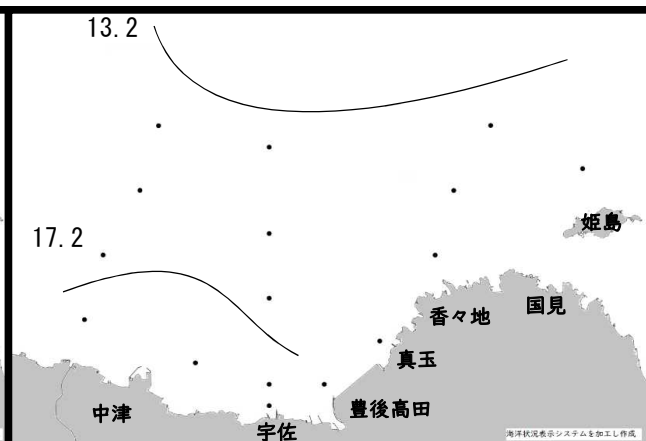 13.2
17.2
姫島
国見
香々地
真玉
豊後高田
中津
宇佐
海洋状況表示システムを加工し作成